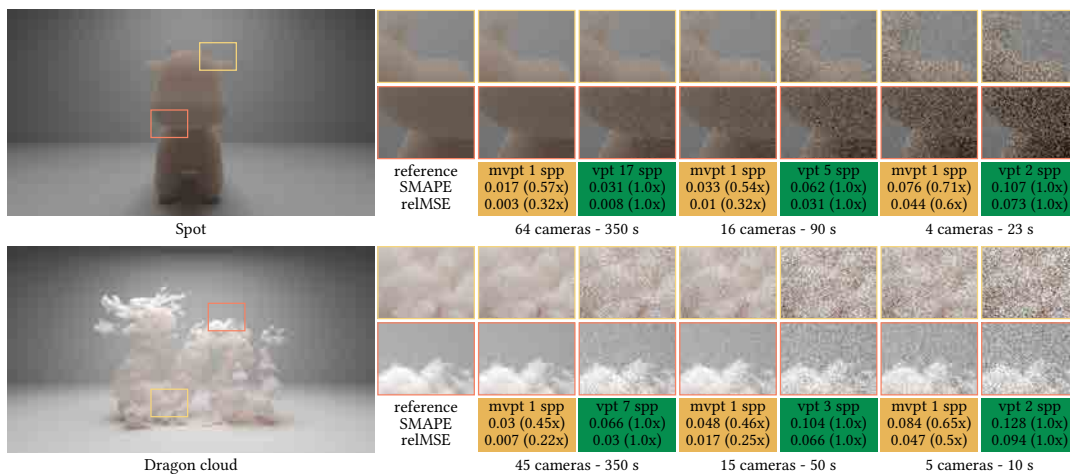 reference mvpt 1 spp vpt 17 spp mvpt 1 spp vpt 5 spp mvpt 1 spp vpt 2 spp
SMAPE 0.017 (0.57x) 0.031 (1.0x) 0.033 (0.54x) 0.062 (1.0x) 0.076 (0.71x) 0.107 (1.0x)
relMSE 0.003 (0.32x) 0.008 (1.0x) 0.01 (0.32x) 0.031 (1.0x) 0.044 (0.6x) 0.073 (1.0x)
Spot 64 cameras - 350 s 16 cameras - 90 s 4 cameras - 23 s
reference mvpt 1 spp vpt 7 spp mvpt 1 spp vpt 3 spp mvpt 1 spp vpt 2 spp
SMAPE 0.03 (0.45x) 0.066 (1.0x) 0.048 (0.46x) 0.104 (1.0x) 0.084 (0.65x) 0.128 (1.0x)
relMSE 0.007 (0.22x) 0.03 (1.0x) 0.017 (0.25x) 0.066 (1.0x) 0.047 (0.5x) 0.094 (1.0x)
Dragon cloud 45 cameras - 350 s 15 cameras - 50 s 5 cameras - 10 s